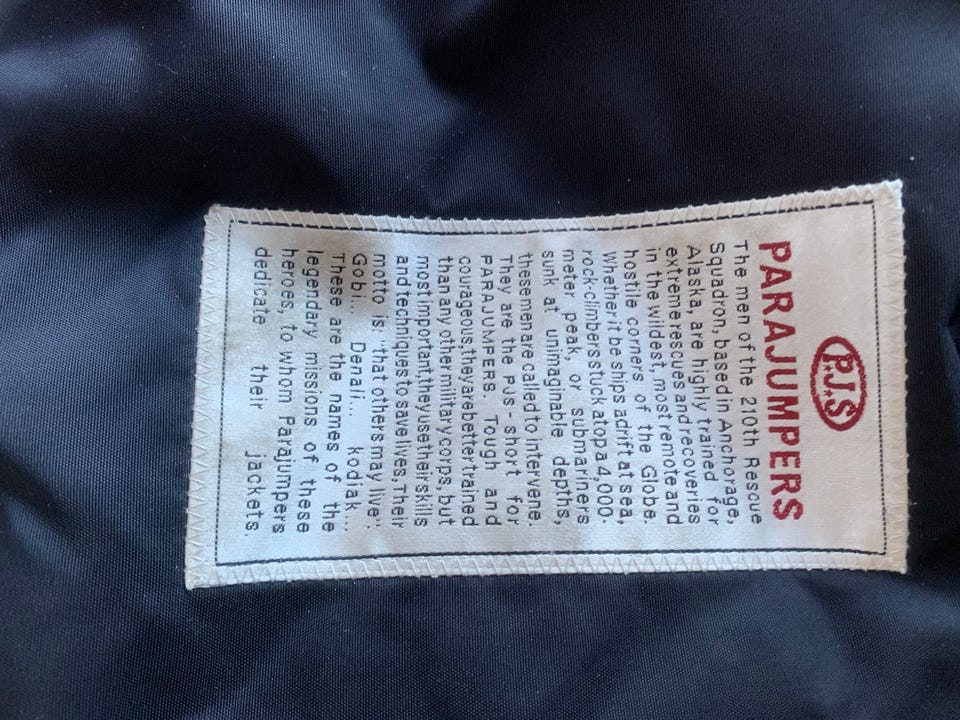 P.J.S
PARAJUMPERS
The men of the 210th Rescue
Squadron, based in Anchorage,
Alaska, are highly trained for
extreme rescues and recoveries
in the wildest, most remote and
hostile corners of the Globe.
Whether it be ships adrift at sea,
rock-climbers stuck atop a 4,000-
meter peak, or submariners
sunk at unimaginable depths,
these men are called to intervene.
They are the PJS - short for
PARAJUMPERS. Tough and
courageous, they are better trained
than any other military corps, but
most important, they use their skills
and techniques to save lives, Their
motto is: "that others may live":
Gobi... Denali... kodiak...
These are the names of the
legendary missions of these
heroes, to whom Parajumpers
dedicate their jackets.